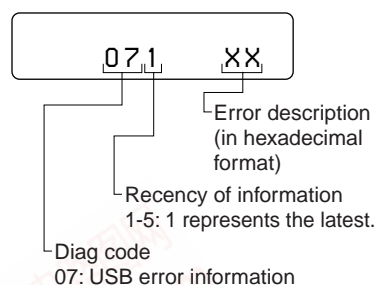 071 XX
Error description
(in hexadecimal
format)
Recency of information
1-5: 1 represents the latest.
Diag code
07: USB error information